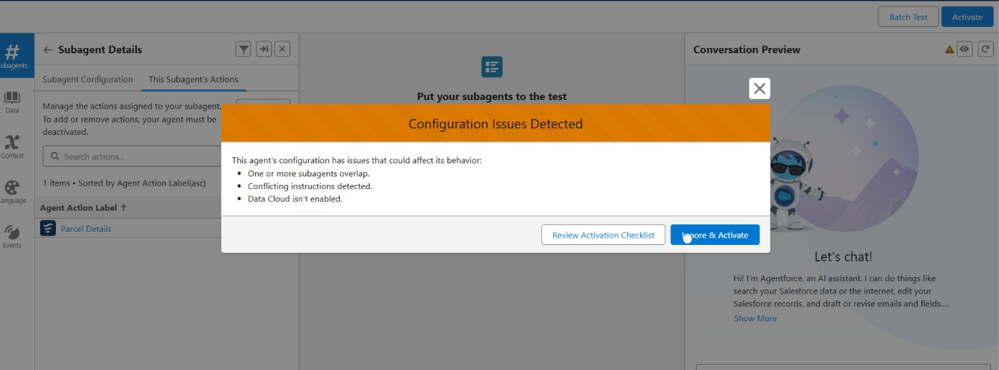 Batch Test
Activate
Subagents
Data
Context
Language
Events
Subagent Details
Subagent Configuration
This Subagent's Actions
Manage the actions assigned to your subagent.
To add or remove actions, your agent must be
deactivated.
Search actions...
1 items • Sorted by Agent Action Label(asc)
Agent Action Label ↑
Parcel Details
Put your subagents to the test
Configuration Issues Detected
This agent's configuration has issues that could affect its behavior:
• One or more subagents overlap.
• Conflicting instructions detected.
• Data Cloud isn't enabled.
Review Activation Checklist
Ignore & Activate
Conversation Preview
Let's chat!
Hi! I'm Agentforce, an AI assistant. I can do things like
search your Salesforce data or the internet, edit your
Salesforce records, and draft or revise emails and fields....
Show More